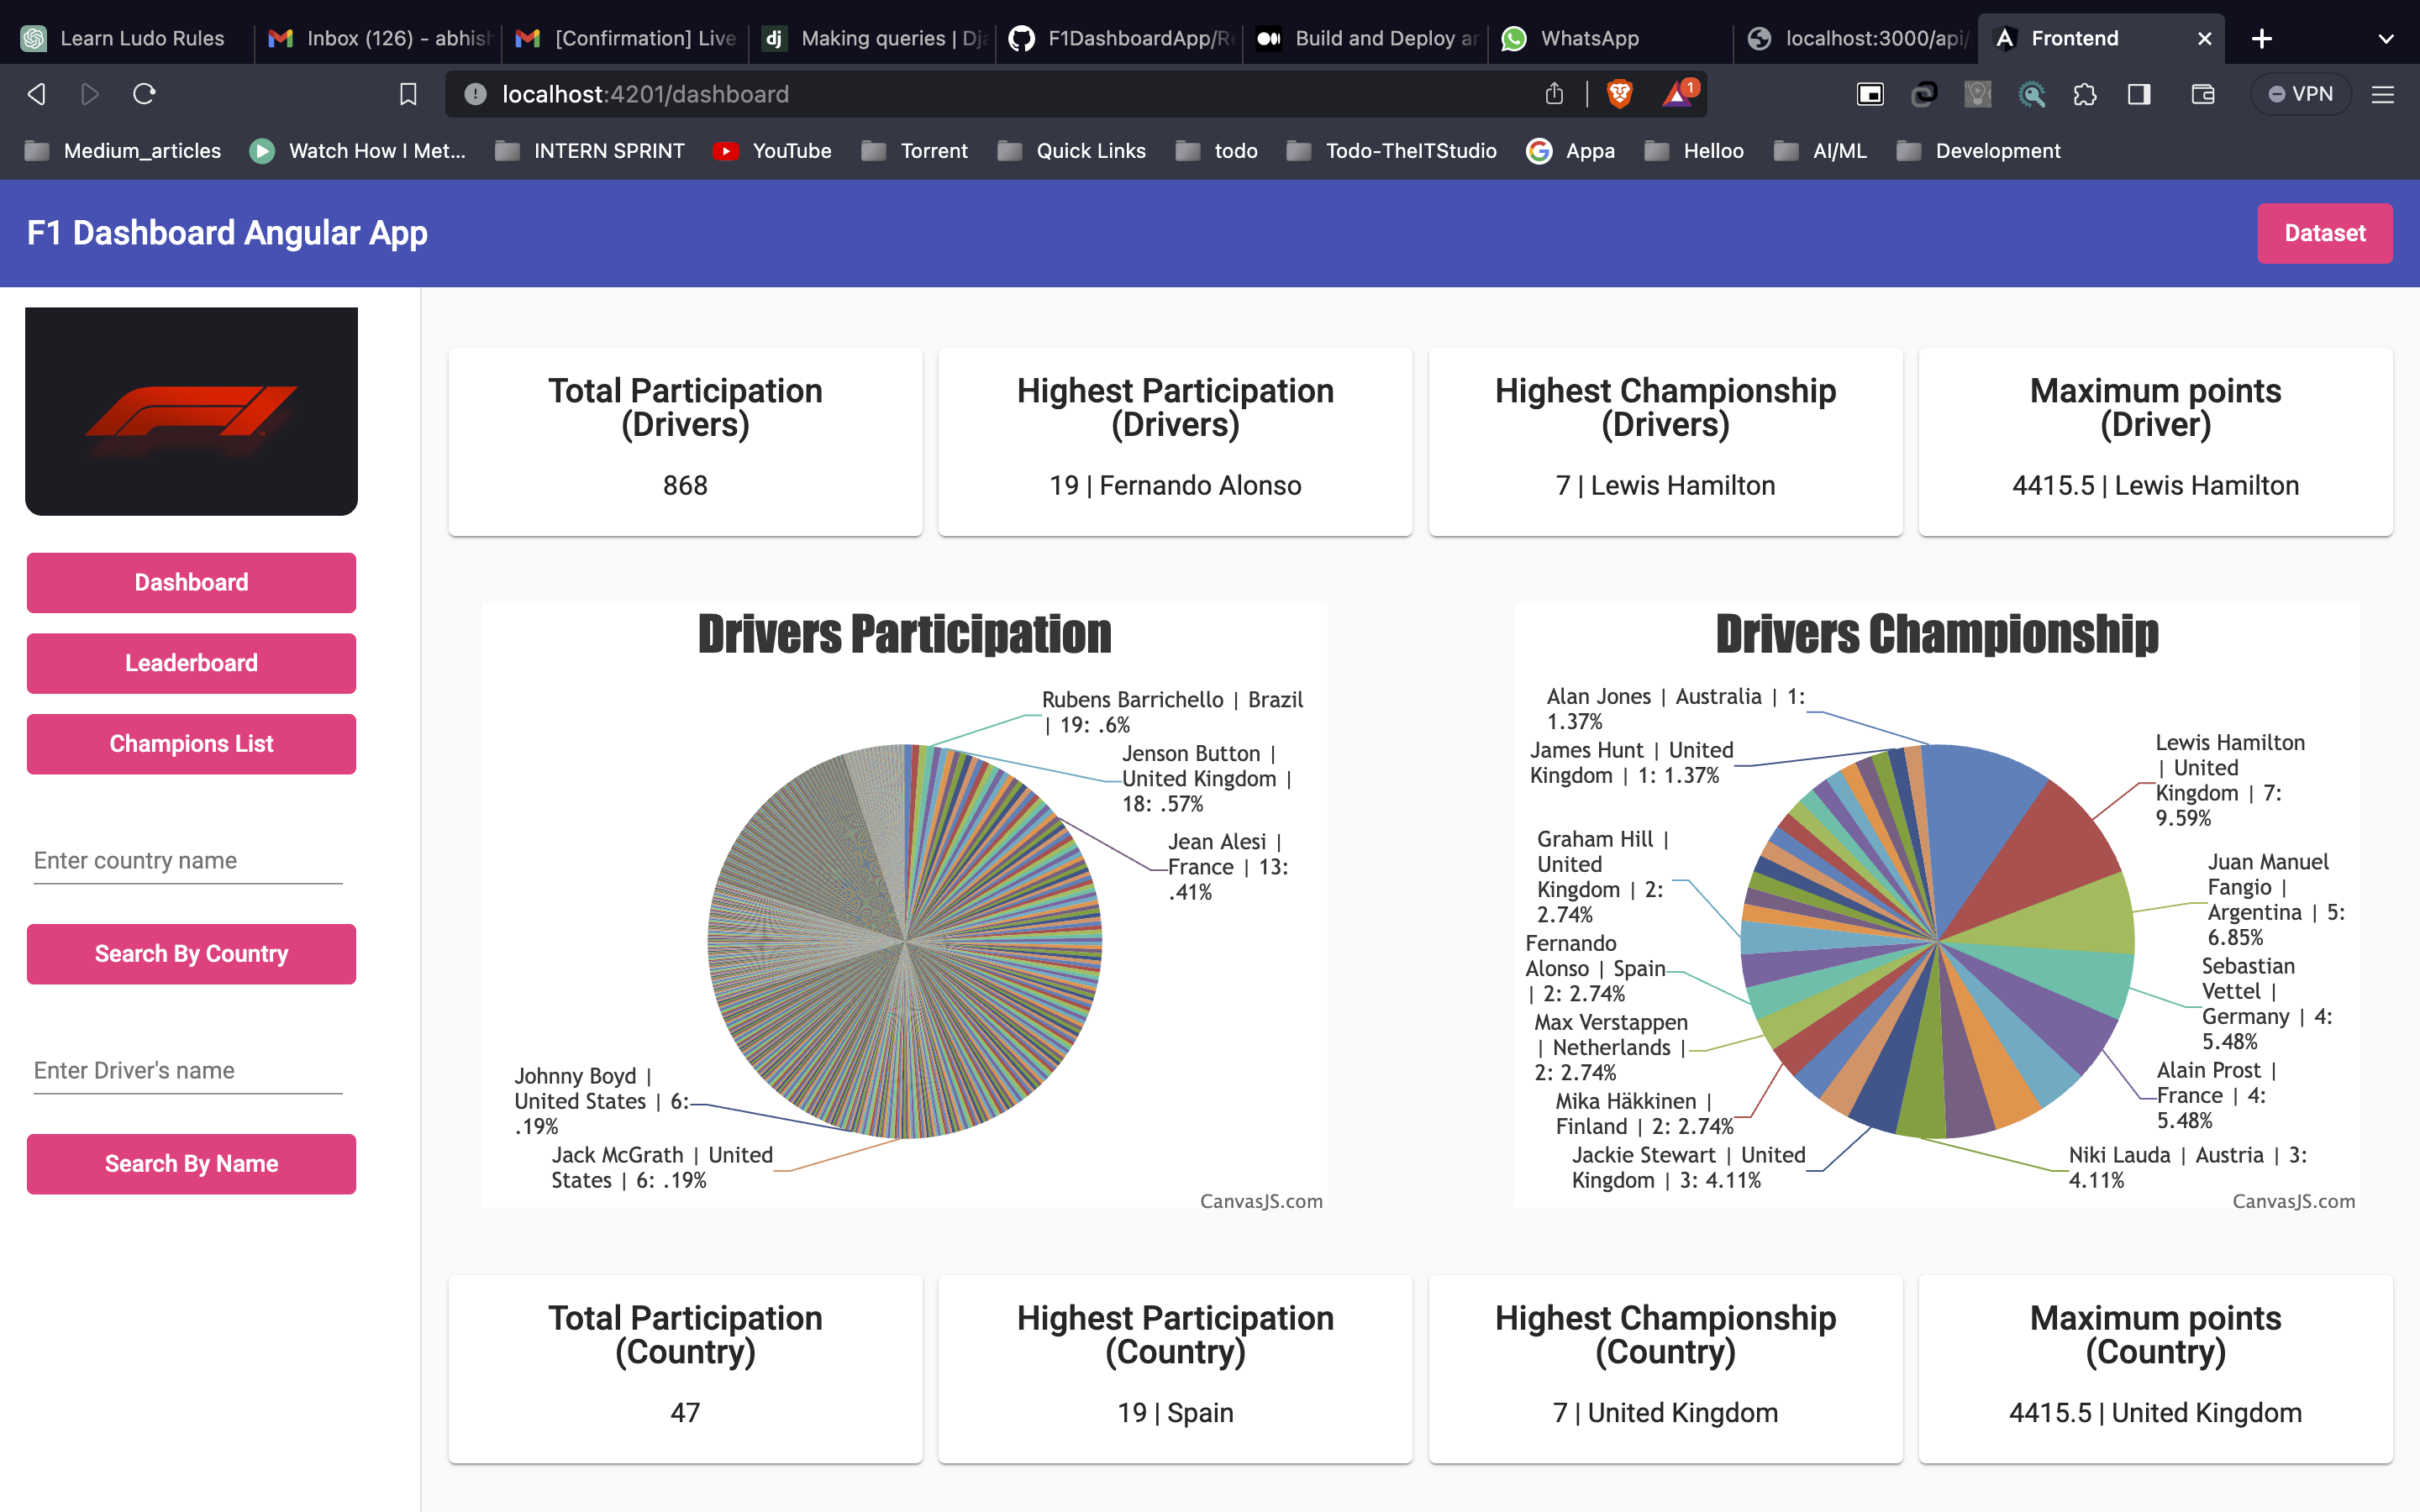 Learn Ludo Rules
Inbox (126) - abhish
[Confirmation] Live
dj Making queries | Dja
F1DashboardApp/Re
Build and Deploy an
WhatsApp
localhost:3000/api/
Frontend
localhost:4201/dashboard
1
VPN
Medium_articles
Watch How I Met...
INTERN SPRINT
YouTube
Torrent
Quick Links
todo
Todo-TheITStudio
Appa
Helloo
AI/ML
Development
F1 Dashboard Angular App
Dataset
F1
Dashboard
Leaderboard
Champions List
Enter country name
Search By Country
Enter Driver's name
Search By Name
Total Participation
(Drivers)
868
Highest Participation
(Drivers)
19 | Fernando Alonso
Highest Championship
(Drivers)
7 | Lewis Hamilton
Maximum points
(Driver)
4415.5 | Lewis Hamilton
Drivers Participation
Rubens Barrichello | Brazil
| 19: .6%
Jenson Button |
United Kingdom |
18: .57%
Jean Alesi |
France | 13:
.41%
Johnny Boyd |
United States | 6:
.19%
Jack McGrath | United
States | 6: .19%
CanvasJS.com
Drivers Championship
Alan Jones | Australia | 1:
1.37%
James Hunt | United
Kingdom | 1: 1.37%
Graham Hill |
United
Kingdom | 2:
2.74%
Fernando
Alonso | Spain
| 2: 2.74%
Max Verstappen
| Netherlands |
2: 2.74%
Mika Häkkinen |
Finland | 2: 2.74%
Jackie Stewart | United
Kingdom | 3: 4.11%
Lewis Hamilton
| United
Kingdom | 7:
9.59%
Juan Manuel
Fangio |
Argentina | 5:
6.85%
Sebastian
Vettel |
Germany | 4:
5.48%
Alain Prost |
France | 4:
5.48%
Niki Lauda | Austria | 3:
4.11%
CanvasJS.com
Total Participation
(Country)
47
Highest Participation
(Country)
19 | Spain
Highest Championship
(Country)
7 | United Kingdom
Maximum points
(Country)
4415.5 | United Kingdom